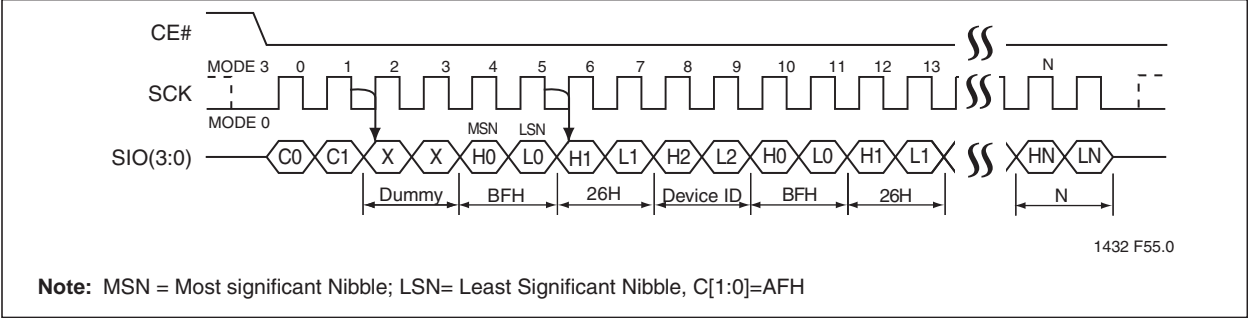 CE#
MODE 3 0 1 2 3 4 5 6 7 8 9 10 11 12 13 N
SCK
MODE 0
MSN LSN
SIO(3:0) C0 C1 X X H0 L0 H1 L1 H2 L2 H0 L0 H1 L1 HN LN
Dummy BFH 26H Device ID BFH 26H N
1432 F55.0
Note: MSN = Most significant Nibble; LSN= Least Significant Nibble, C[1:0]=AFH